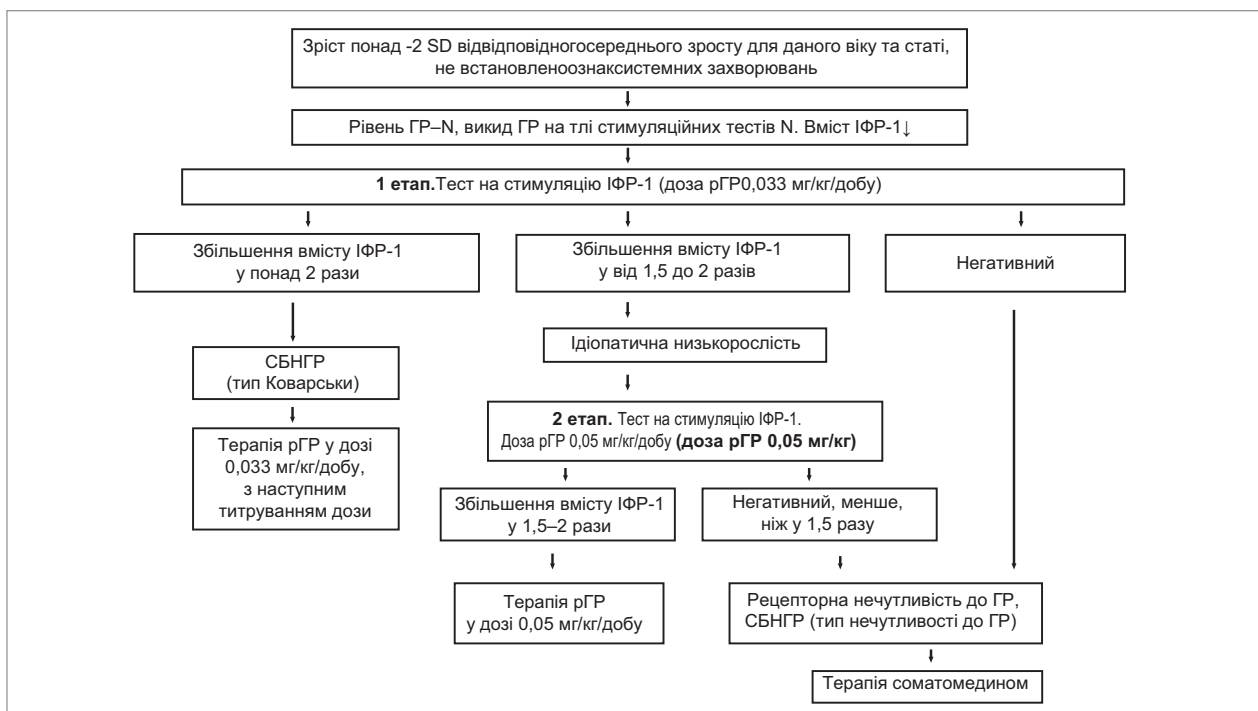 Зріст понад -2 SD відвідповідногосереднього зросту для даного віку та статі,
не встановленоознаксистемних захворювань
Рівень ГР–N, викид ГР на тлі стимуляційних тестів N. Вміст ІФР-1↓
1 етап.Тест на стимуляцію ІФР-1 (доза рГР0,033 мг/кг/добу)
Збільшення вмісту ІФР-1
у понад 2 рази
Збільшення вмісту ІФР-1
у від 1,5 до 2 разів
Негативний
Ідіопатична низькорослість
СБНГР
(тип Коварськи)
2 етап. Тест на стимуляцію ІФР-1.
Доза рГР 0,05 мг/кг/добу (доза рГР 0,05 мг/кг)
Терапія рГР у дозі
0,033 мг/кг/добу,
з наступним
титруванням дози
Збільшення вмісту ІФР-1
у 1,5–2 рази
Негативний, менше,
ніж у 1,5 разу
Терапія рГР
у дозі 0,05 мг/кг/добу
Рецепторна нечутливість до ГР,
СБНГР (тип нечутливості до ГР)
Терапія соматомедином